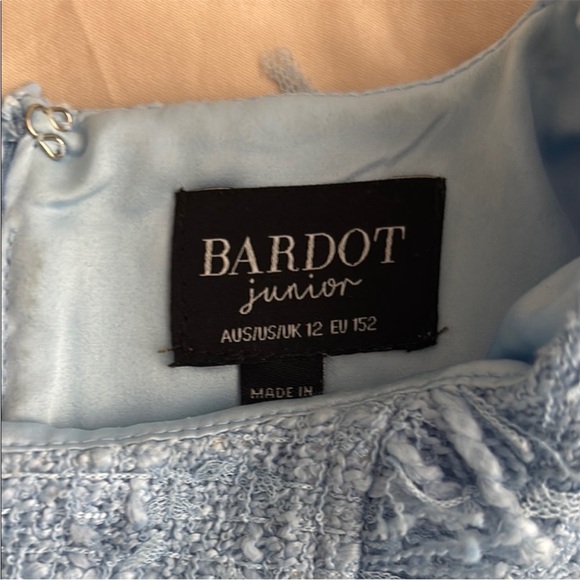 BARDOT
junior
AUS/US/UK 12 EU 152
MADE IN